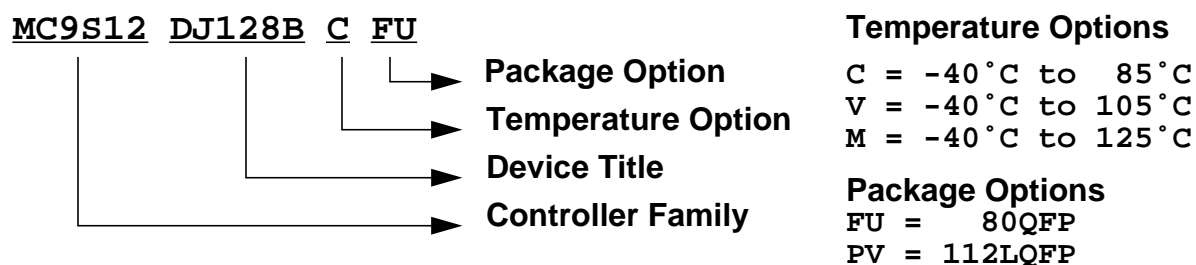 MC9S12 DJ128B C FU
Package Option
Temperature Option
Device Title
Controller Family
Temperature Options
C = -40˚C to  85˚C
V = -40˚C to 105˚C
M = -40˚C to 125˚C
Package Options
FU =   80QFP
PV = 112LQFP